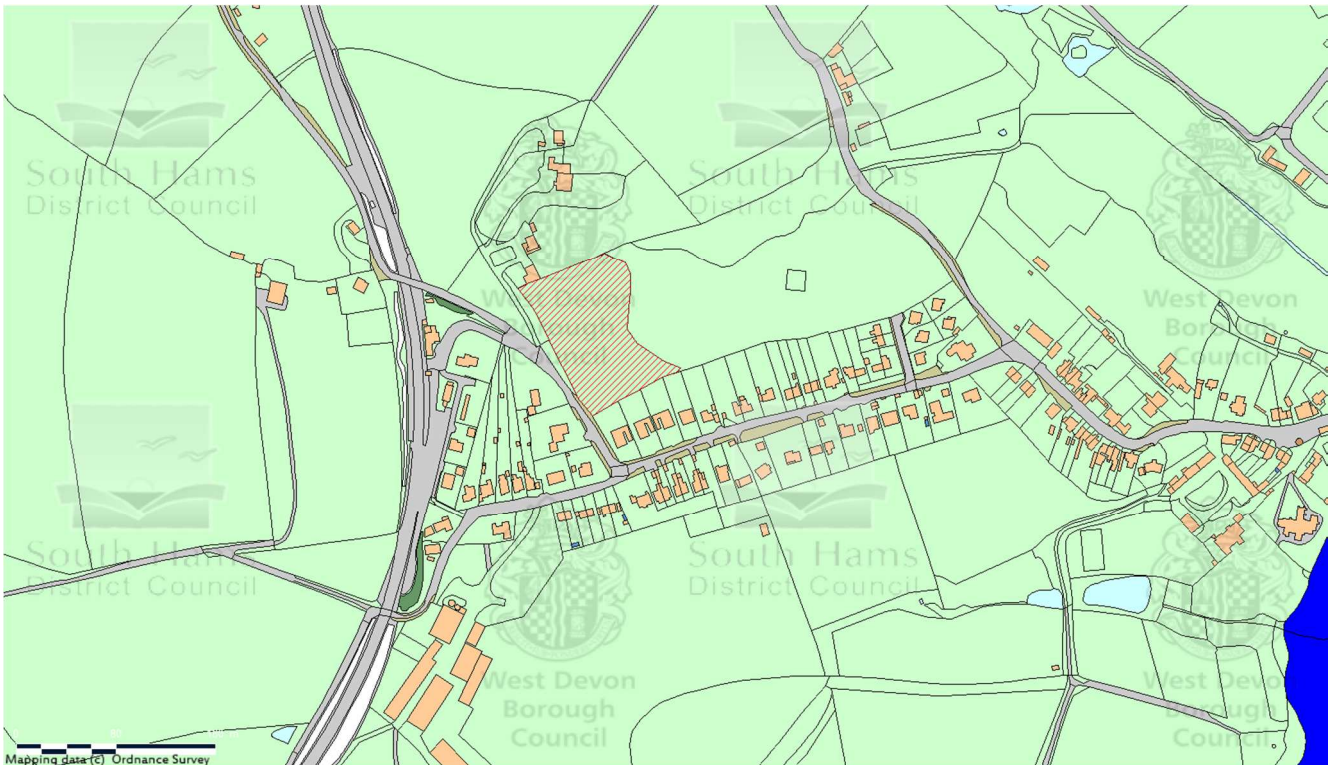 South Hams
District Council
South Hams
District Council
West Devon
Borough
Council
West Devon
Borough
Council
South Hams
District Council
South Hams
District Council
West Devon
Borough
Council
West Devon
Borough
Council
Mapping data (c) Ordnance Survey